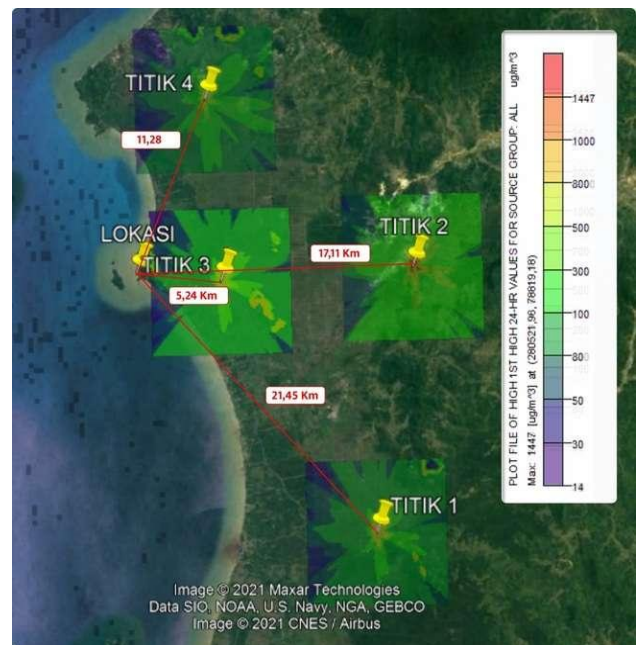 TITIK 4
11,28
LOKASI
TITIK 3
5,24 Km
17,11 Km
TITIK 2
21,45 Km
TITIK 1
Image © 2021 Maxar Technologies
Data SIO, NOAA, U.S. Navy, NGA, GEBCO
Image © 2021 CNES / Airbus
PLOT FILE OF HIGH 1ST HIGH 24-HR VALUES FOR SOURCE GROUP: ALL
ug/m^3
Max: 1447 [ug/m^3] at (280521,96, 78819,18)
1447
1000
800
500
300
100
80
50
30
14